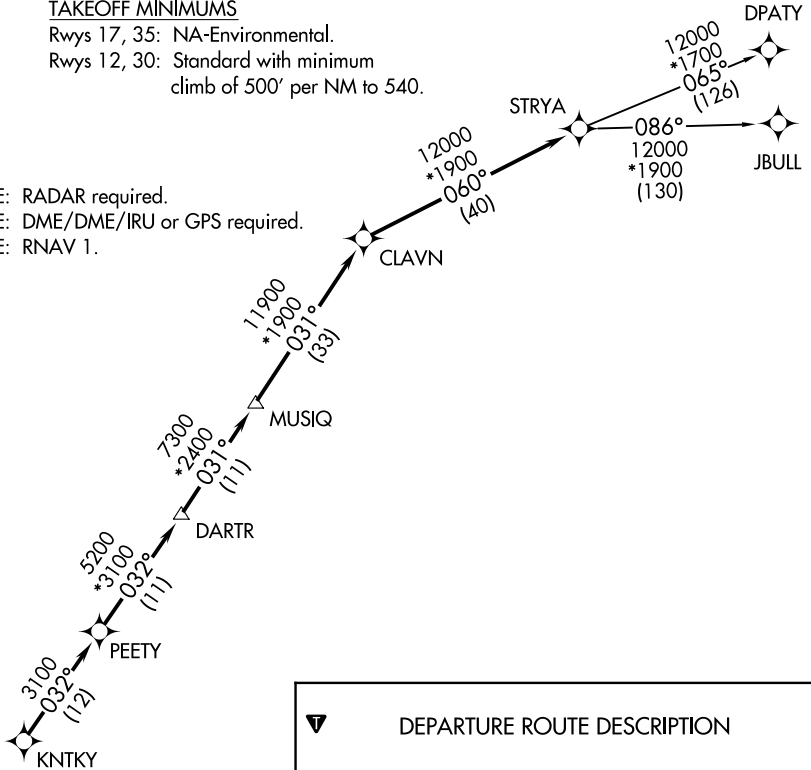 TAKEOFF MINIMUMS
Rwys 17, 35: NA-Environmental.
Rwys 12, 30: Standard with minimum
climb of 500' per NM to 540.
DPATY
12000
*1700
065°
(126)
STRYA
086°
12000
*1900
(130)
JBULL
12000
*1900
060°
(40)
E: RADAR required.
E: DME/DME/IRU or GPS required.
E: RNAV 1.
CLAVN
11900
*1900
031°
(33)
MUSIQ
7300
*2400
031°
(11)
DARTR
5200
*3100
032°
(11)
PEETY
3100
032°
(12)
KNTKY
T DEPARTURE ROUTE DESCRIPTION